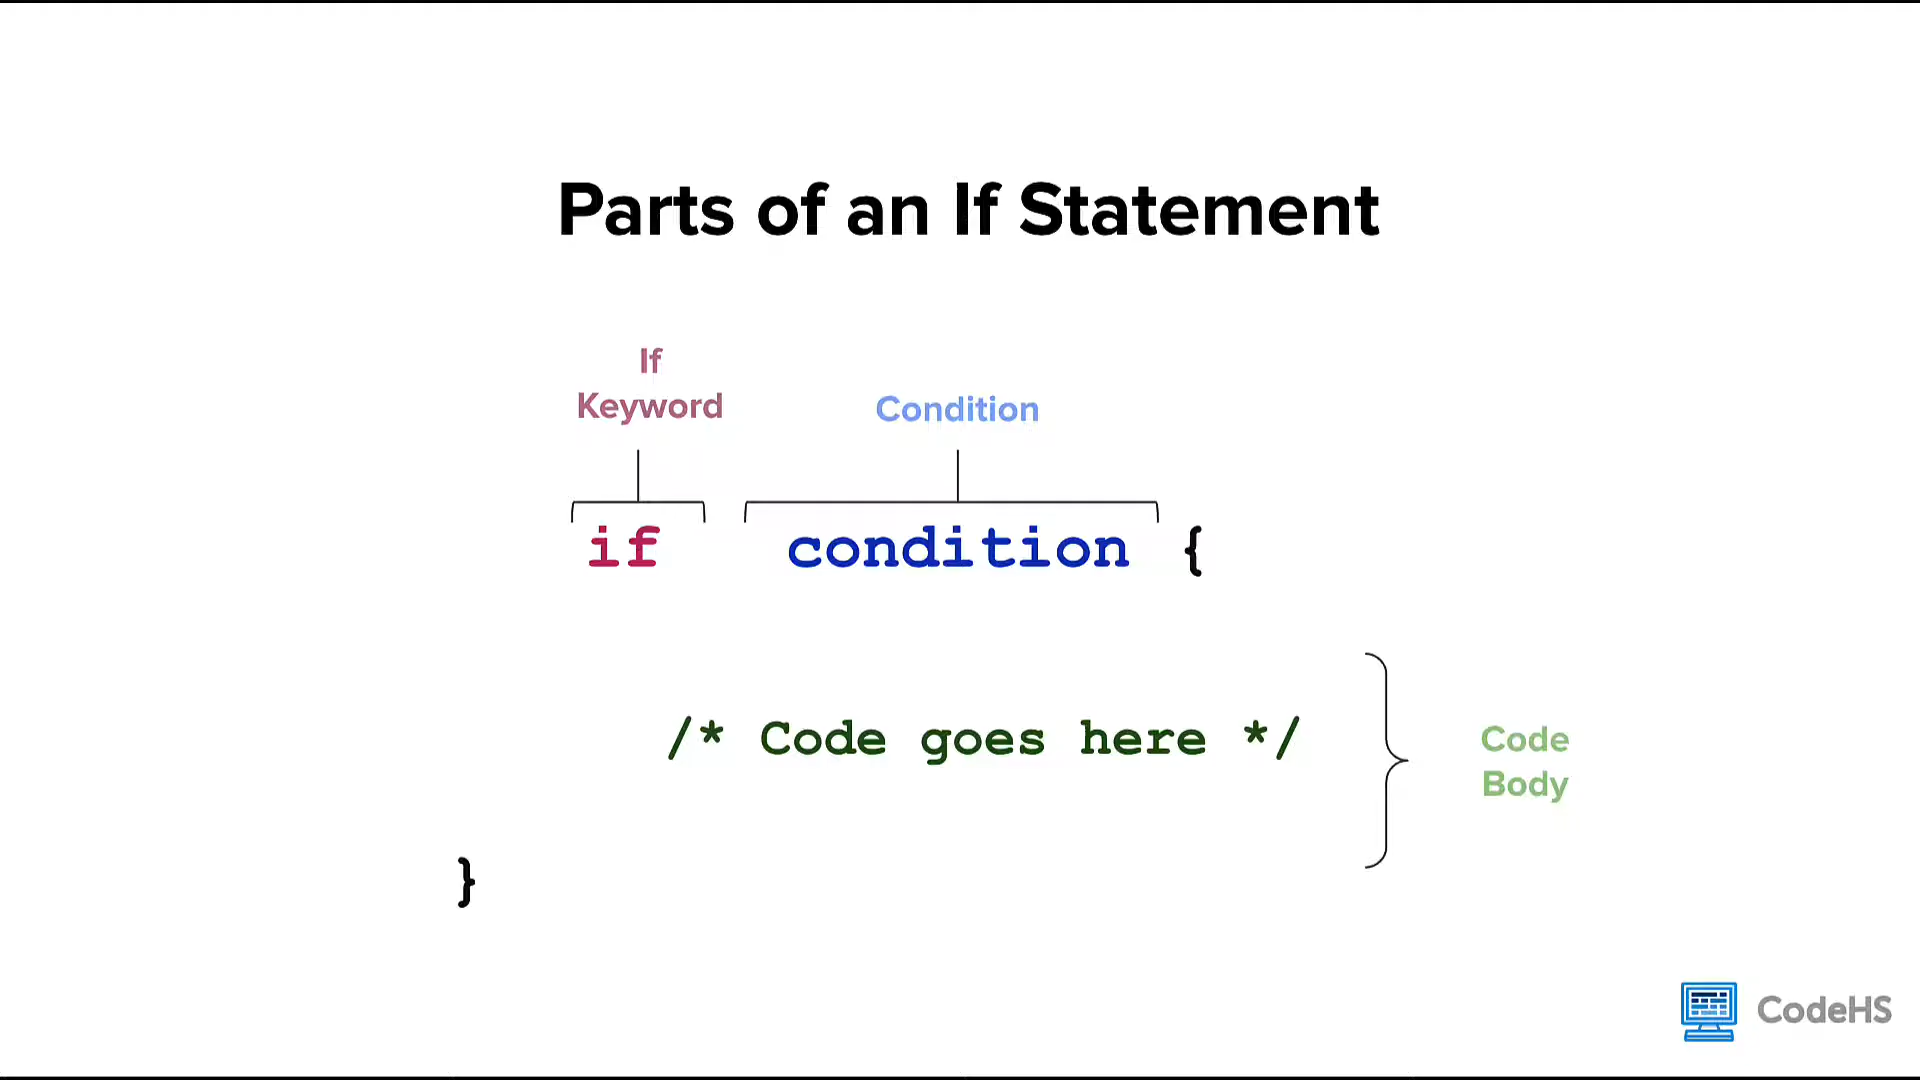 Parts of an If Statement
If
Keyword
Condition
if condition {
/* Code goes here */
Code
Body
}
CodeHS